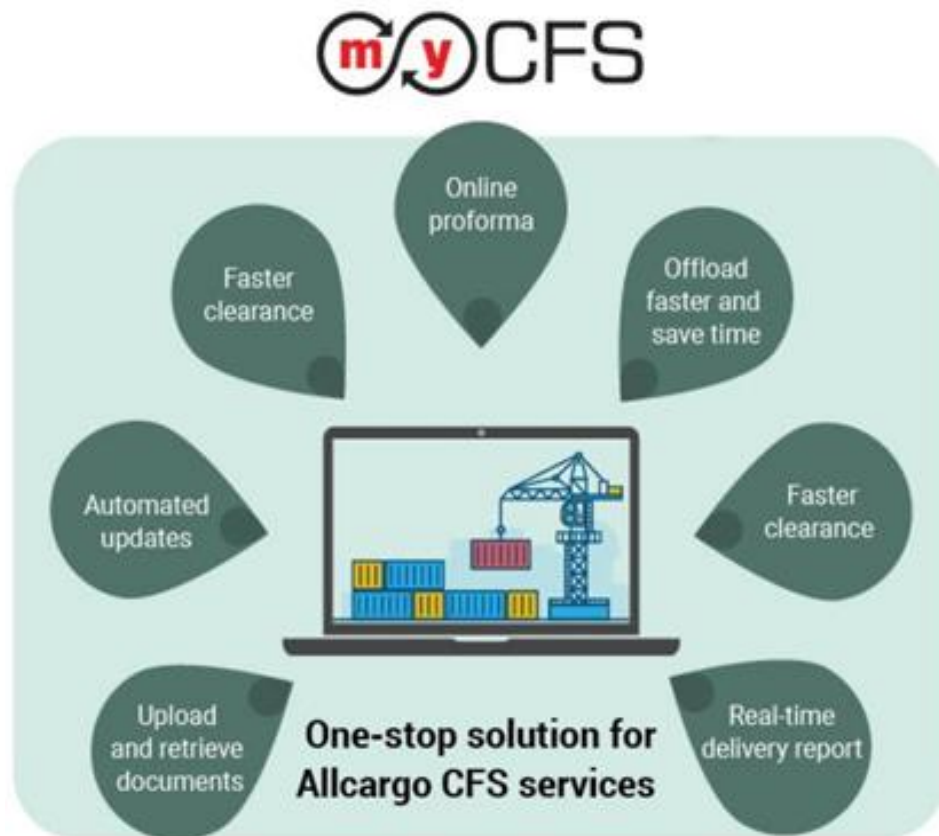 myCFS
Online
proforma
Faster
clearance
Offload
faster and
save time
Automated
updates
Faster
clearance
Upload
and retrieve
documents
Real-time
delivery report
One-stop solution for
Allcargo CFS services